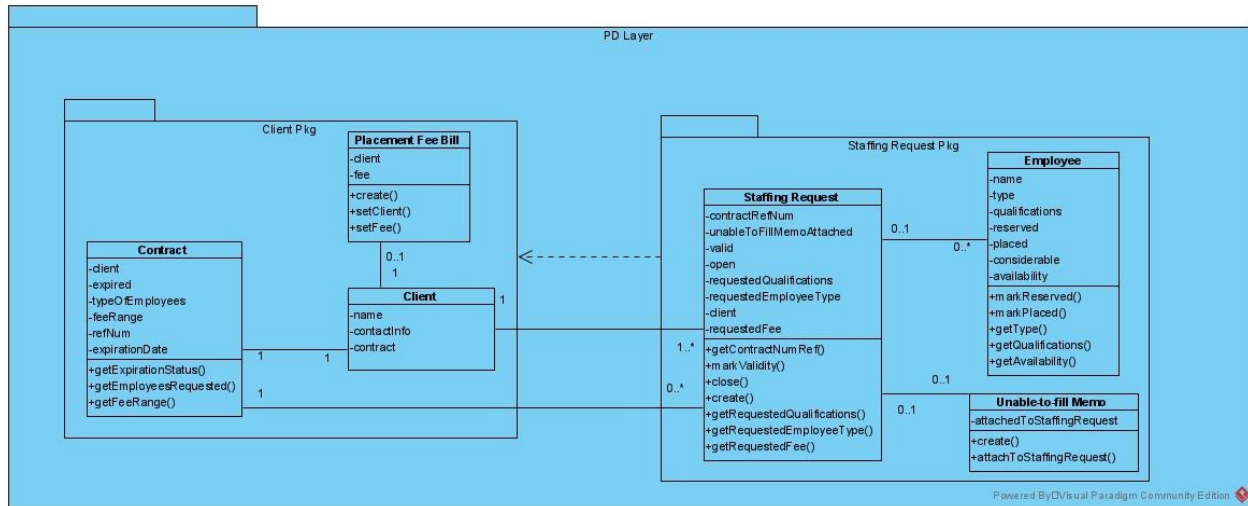 PD Layer
Client Pkg
Placement Fee Bill
-client
-fee
+create()
+setClient()
+setFee()
0..1
1
Contract
-client
-expired
-typeOfEmployees
-feeRange
-refNum
-expirationDate
+getExpirationStatus()
+getEmployeesRequested()
+getFeeRange()
Client
-name
-contactInfo
-contract
1
1
1
1
1..*
0..*
Staffing Request Pkg
Staffing Request
-contractRefNum
-unableToFillMemoAttached
-valid
-open
-requestedQualifications
-requestedEmployeeType
-client
-requestedFee
+getContractNumRef()
+markValidity()
+close()
+create()
+getRequestedQualifications()
+getRequestedEmployeeType()
+getRequestedFee()
0..1
0..*
Employee
-name
-type
-qualifications
-reserved
-placed
-considerable
-availability
+markReserved()
+markPlaced()
+getType()
+getQualifications()
+getAvailability()
0..1
0..1
Unable-to-fill Memo
-attachedToStaffingRequest
+create()
+attachToStaffingRequest()
Powered By Visual Paradigm Community Edition